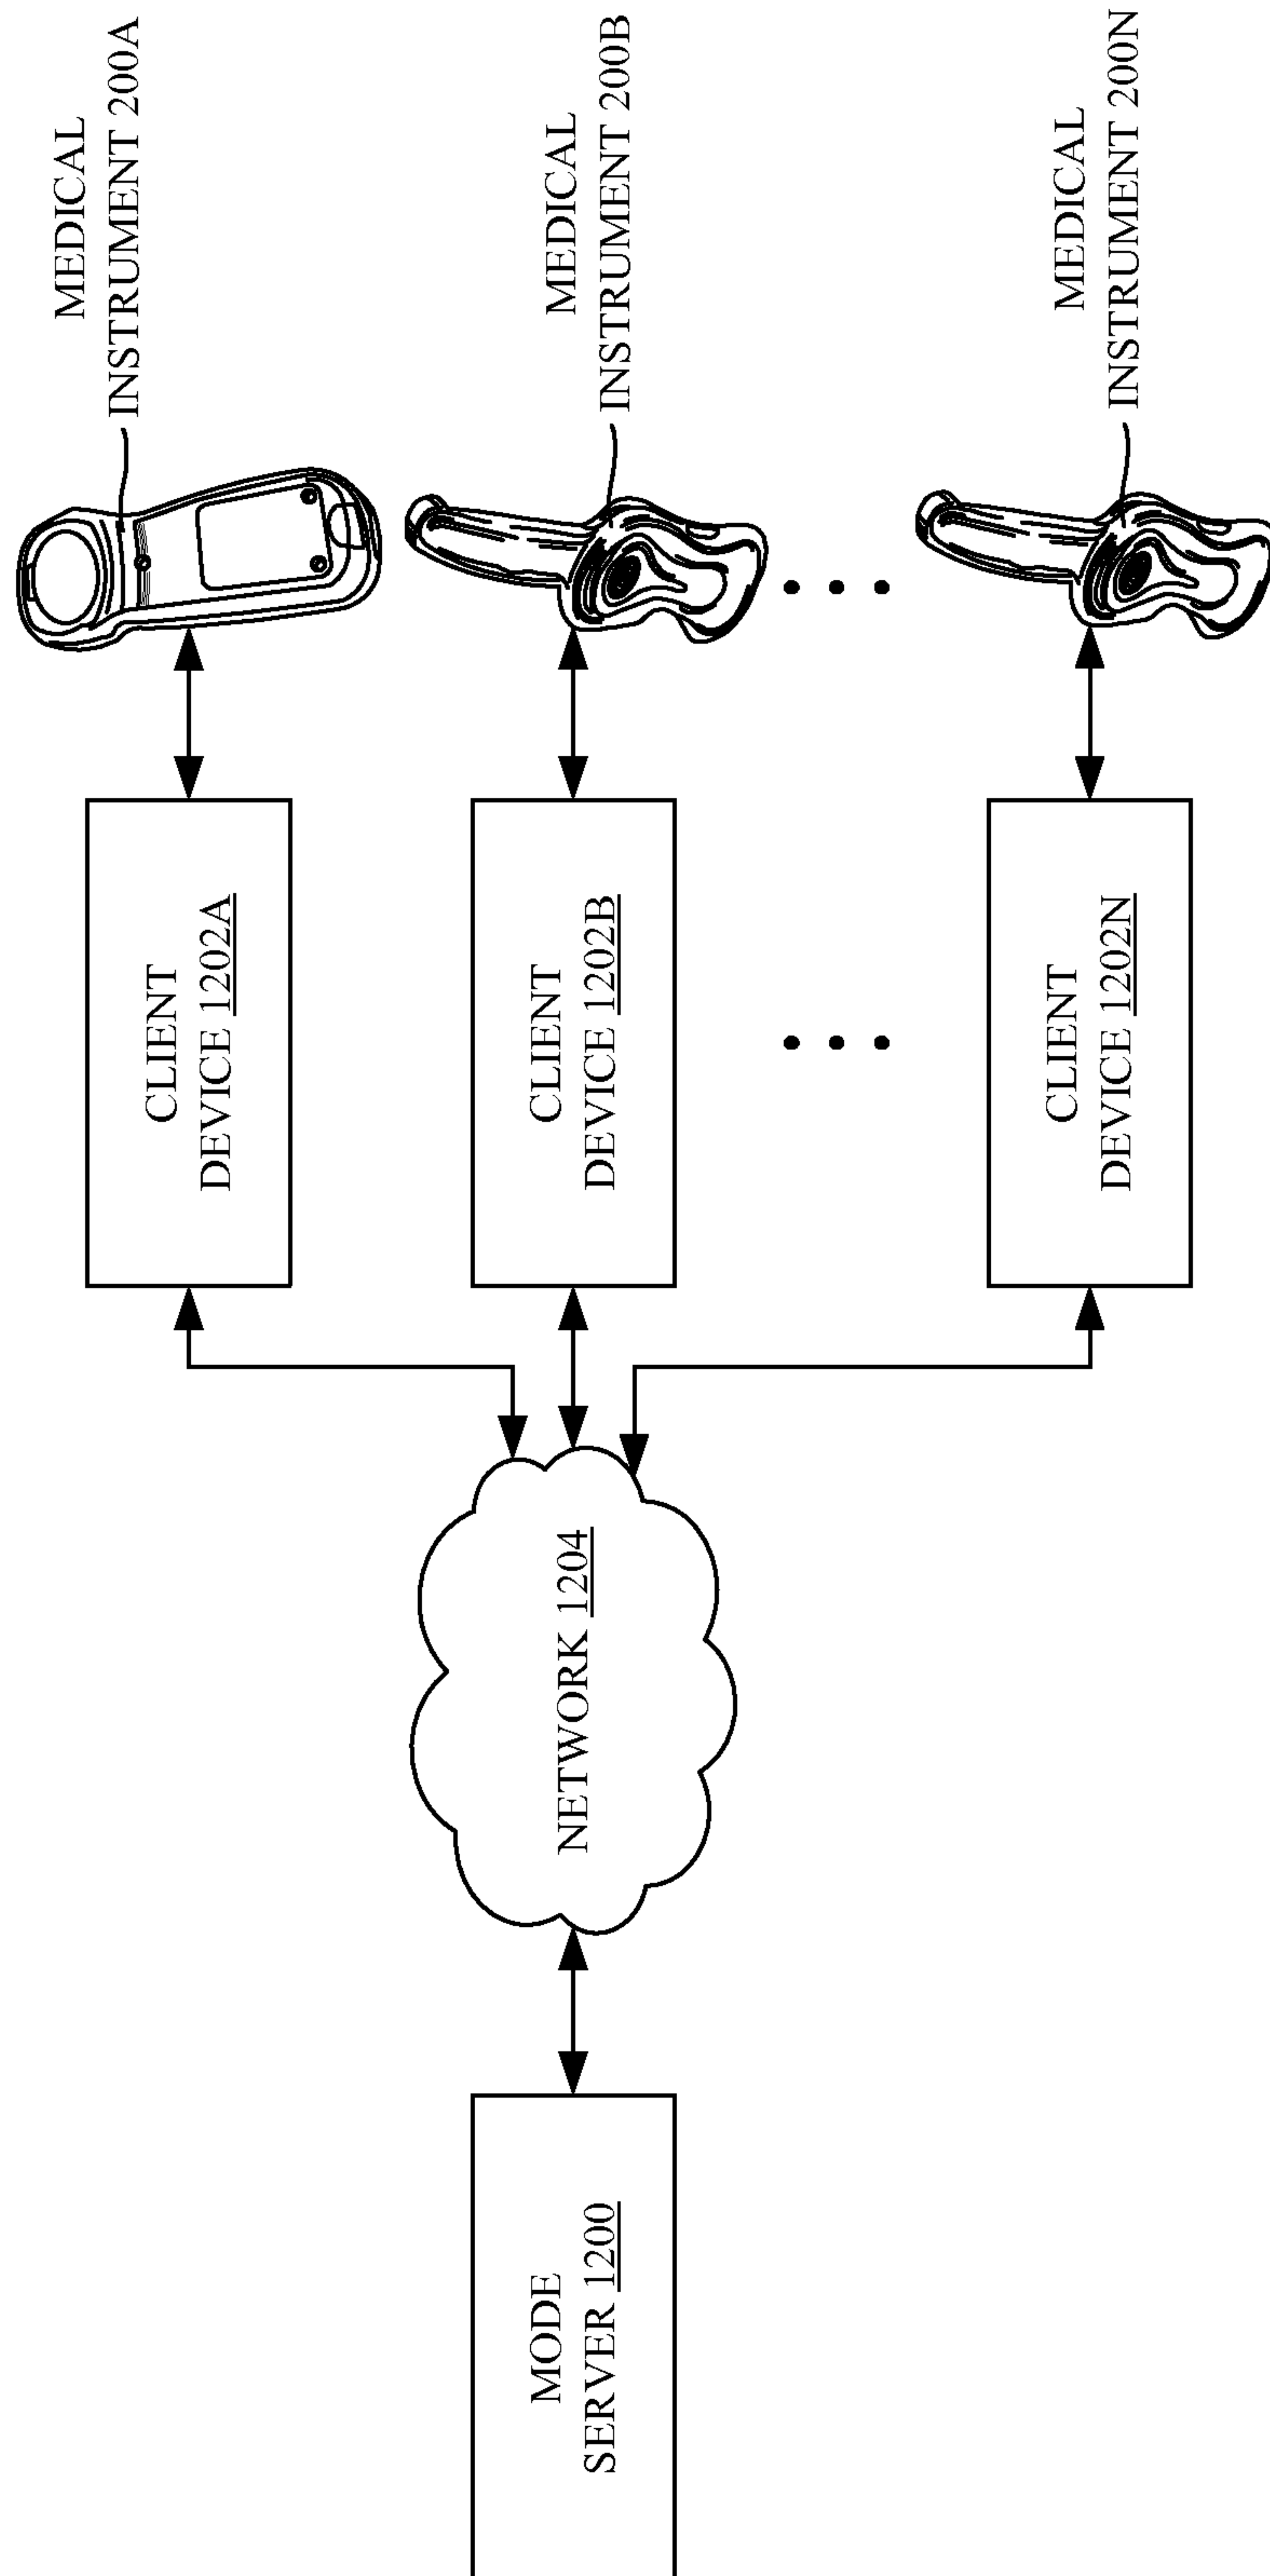 MEDICAL
INSTRUMENT 200A
MEDICAL
INSTRUMENT 200B
MEDICAL
INSTRUMENT 200N
CLIENT
DEVICE 1202A
CLIENT
DEVICE 1202B
CLIENT
DEVICE 1202N
NETWORK 1204
MODE
SERVER 1200